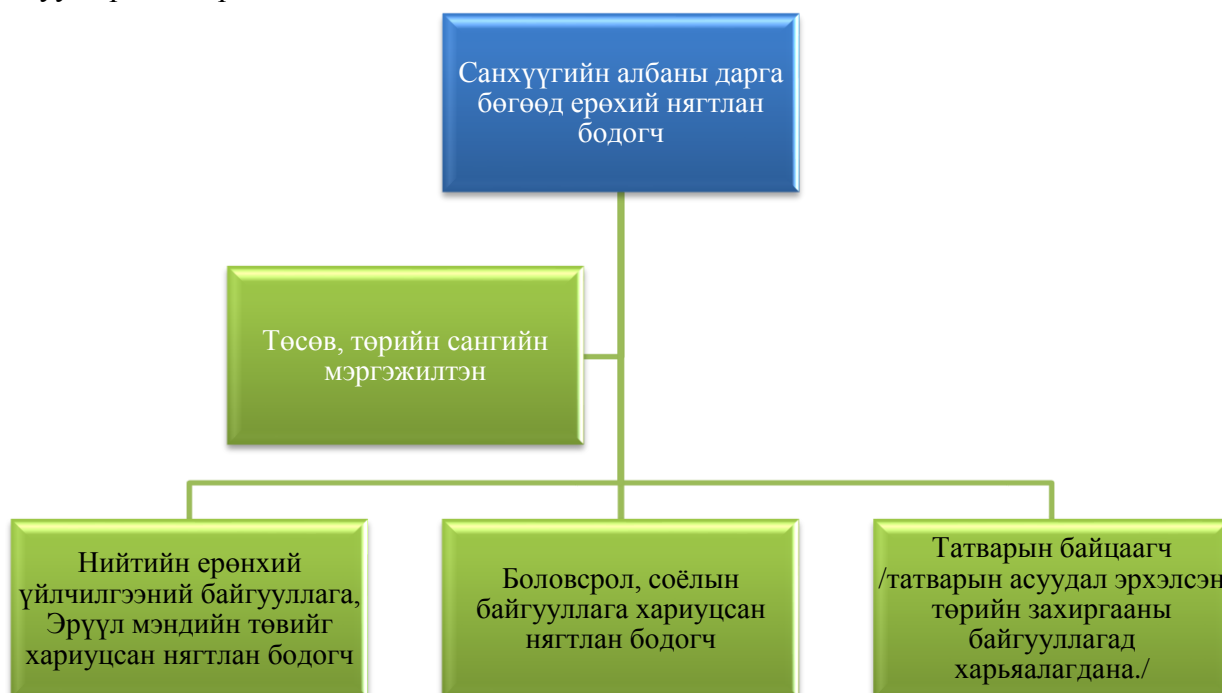 Санхүүгийн албаны дарга
бөгөөд ерөхий нягтлан
бодогч
Төсөв, төрийн сангийн
мэргэжилтэн
Нийтийн ерөнхий
үйлчилгээний байгууллага,
Эрүүл мэндийн төвийг
хариуцсан нягтлан бодогч
Боловсрол, соёлын
байгууллага хариуцсан
нягтлан бодогч
Татварын байцаагч
/татварын асуудал эрхэлсэн
төрийн захиргааны
байгууллагад
харьяалагдана./